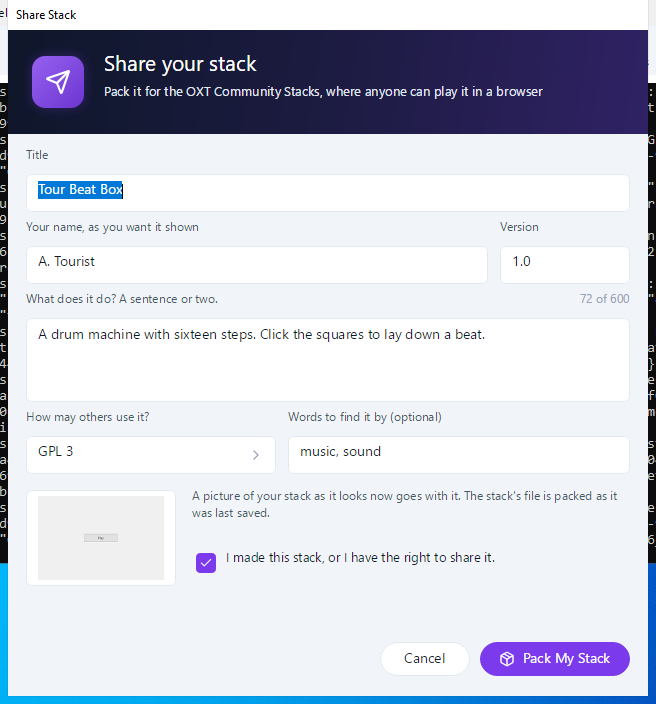 Share Stack
Share your stack
Pack it for the OXT Community Stacks, where anyone can play it in a browser
Title
Tour Beat Box
Your name, as you want it shown
Version
A. Tourist
1.0
What does it do? A sentence or two.
72 of 600
A drum machine with sixteen steps. Click the squares to lay down a beat.
How may others use it?
Words to find it by (optional)
GPL 3
music, sound
A picture of your stack as it looks now goes with it. The stack's file is packed as it
was last saved.
Play
I made this stack, or I have the right to share it.
Cancel
Pack My Stack